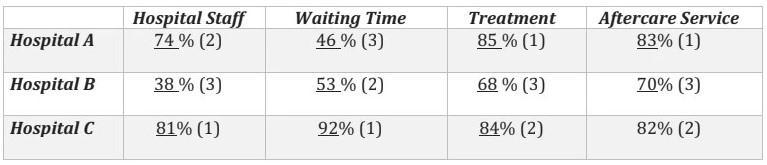 Hospital Staff Waiting Time Treatment Aftercare Service
Hospital A 74 % (2) 46 % (3) 85 % (1) 83% (1)
Hospital B 38 % (3) 53 % (2) 68 % (3) 70% (3)
Hospital C 81% (1) 92% (1) 84% (2) 82% (2)